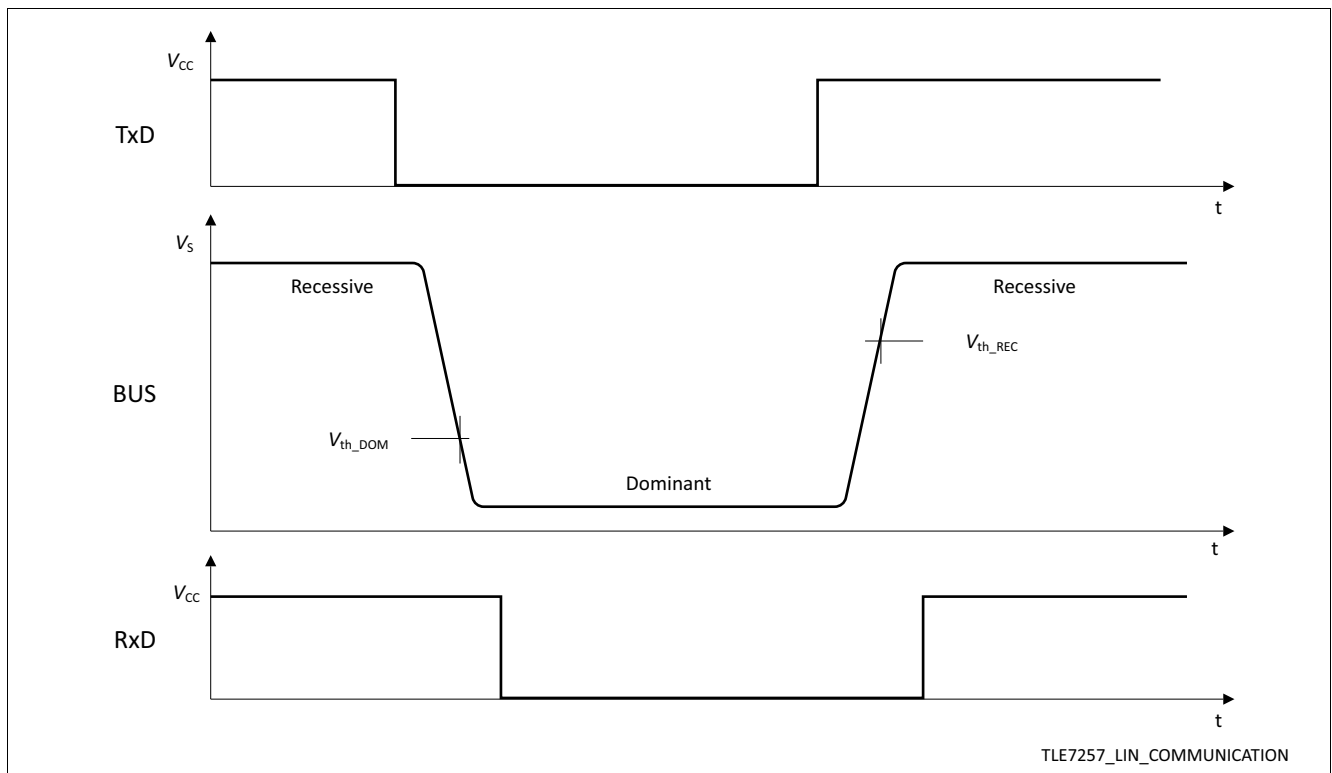 VCC
TxD
t
VS
Recessive
Recessive
Vth_REC
BUS
Vth_DOM
Dominant
t
VCC
RxD
t
TLE7257_LIN_COMMUNICATION